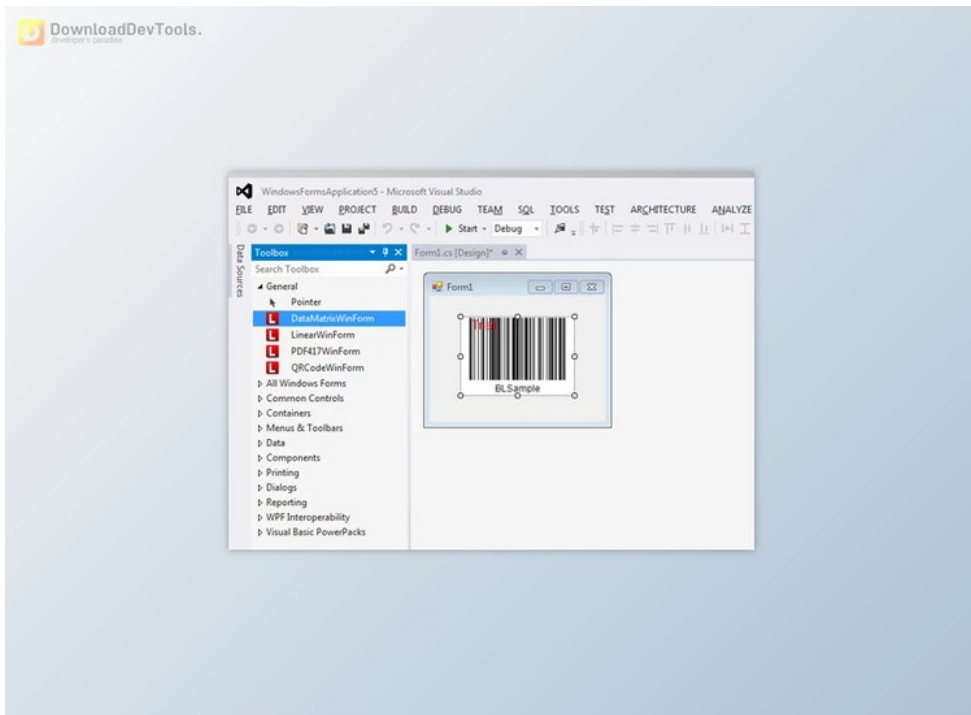 DownloadDevTools.
developer's paradise
WindowsFormsApplication5 - Microsoft Visual Studio
FILE EDIT VIEW PROJECT BUILD DEBUG TEAM SQL TOOLS TEST ARCHITECTURE ANALYZE
Start - Debug
Data Sources
Toolbox
Form1.cs [Design]*
Search Toolbox
General
Pointer
DataMatrixWinForm
LinearWinForm
PDF417WinForm
QRCodeWinForm
All Windows Forms
Common Controls
Containers
Menus & Toolbars
Data
Components
Printing
Dialogs
Reporting
WPF Interoperability
Visual Basic PowerPacks
Form1
BLSample